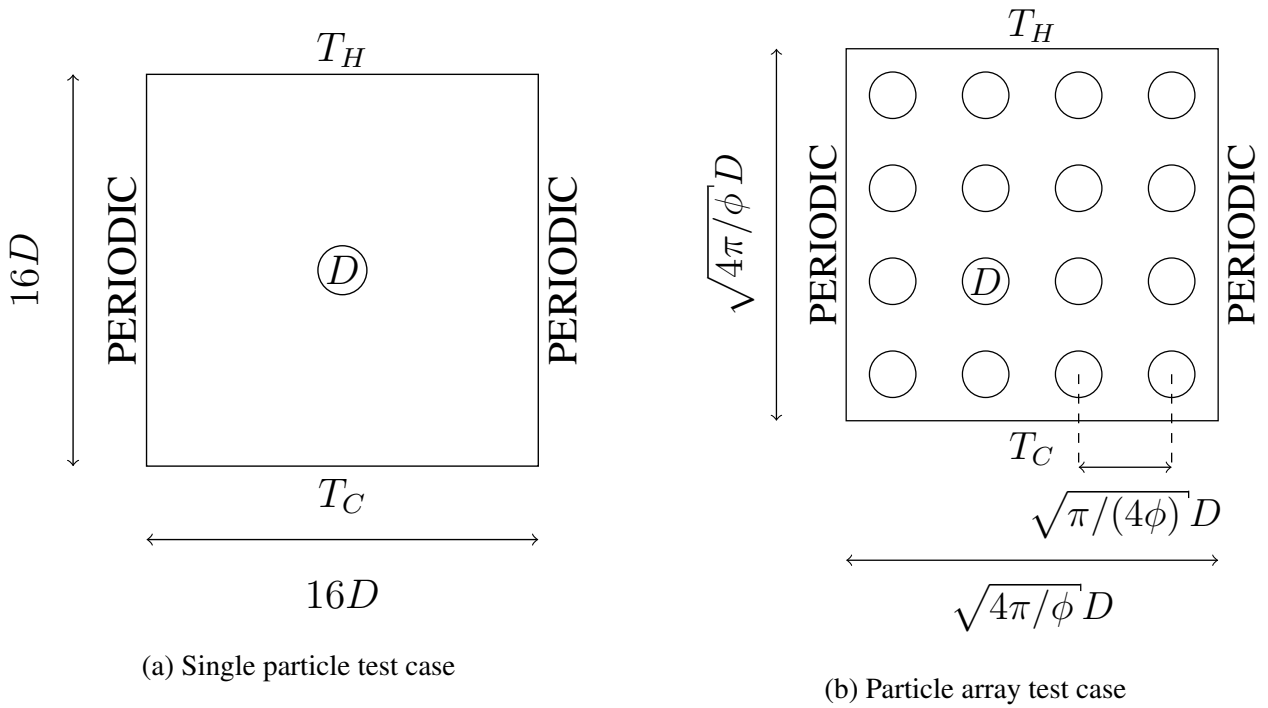 T_H
PERIODIC
16D
D
PERIODIC
T_C
16D
(a) Single particle test case
T_H
PERIODIC
√4π/ϕ D
D
PERIODIC
T_C
√π/(4ϕ) D
√4π/ϕ D
(b) Particle array test case